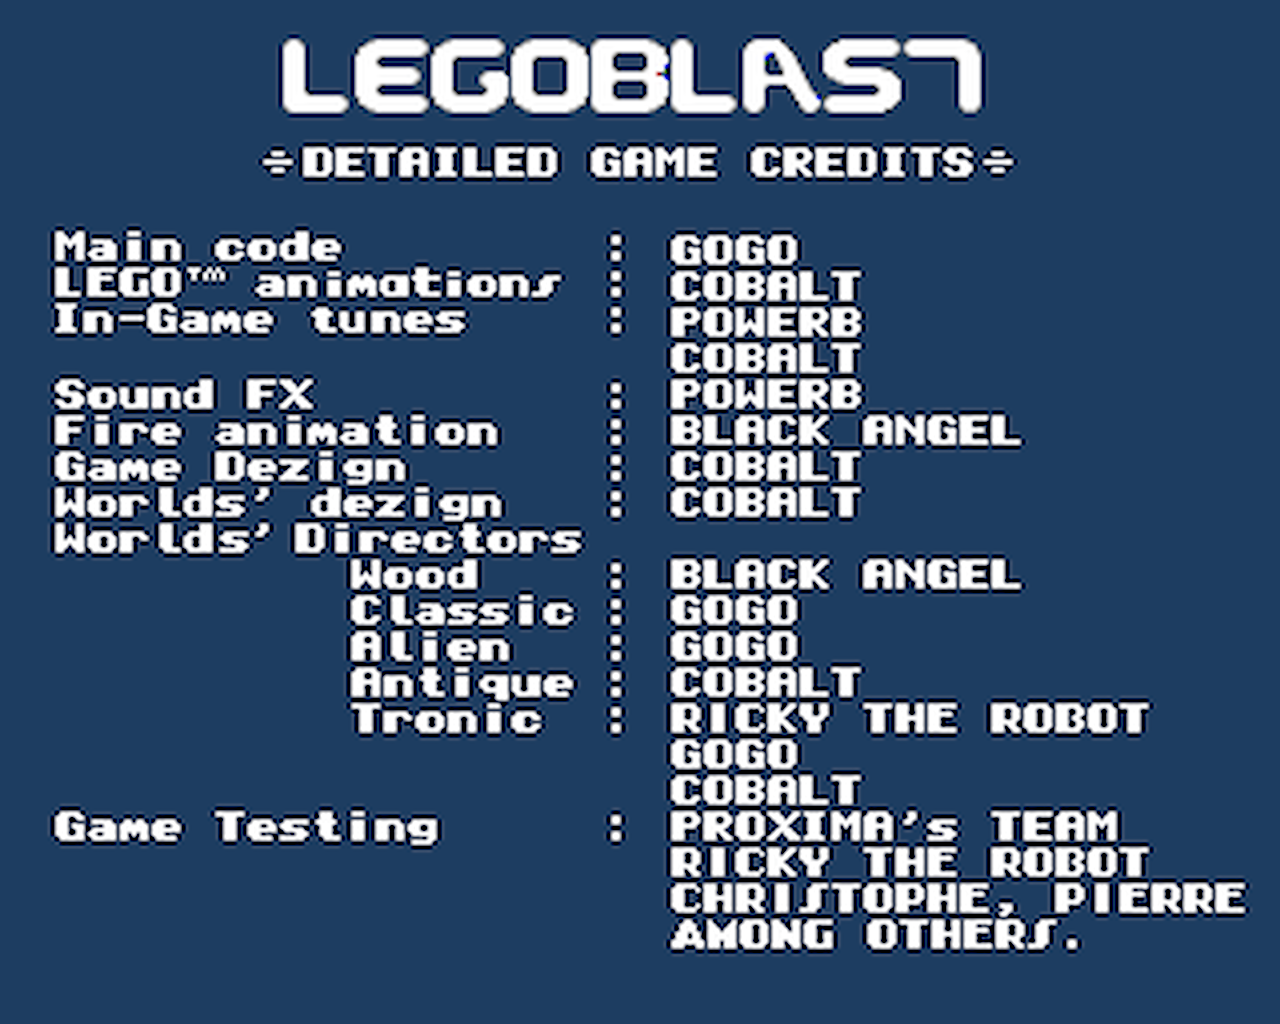 LEGOBLAST
÷DETAILED GAME CREDITS÷
Main code : GOGO
LEGO™ animations : COBALT
In-Game tunes : POWERB
COBALT
Sound FX : POWERB
Fire animation : BLACK ANGEL
Game Dezign : COBALT
Worlds' dezign : COBALT
Worlds' Directors
Wood : BLACK ANGEL
Classic : GOGO
Alien : GOGO
Antique : COBALT
Tronic : RICKY THE ROBOT
GOGO
COBALT
Game Testing : PROXIMA's TEAM
RICKY THE ROBOT
CHRISTOPHE, PIERRE
AMONG OTHERS.